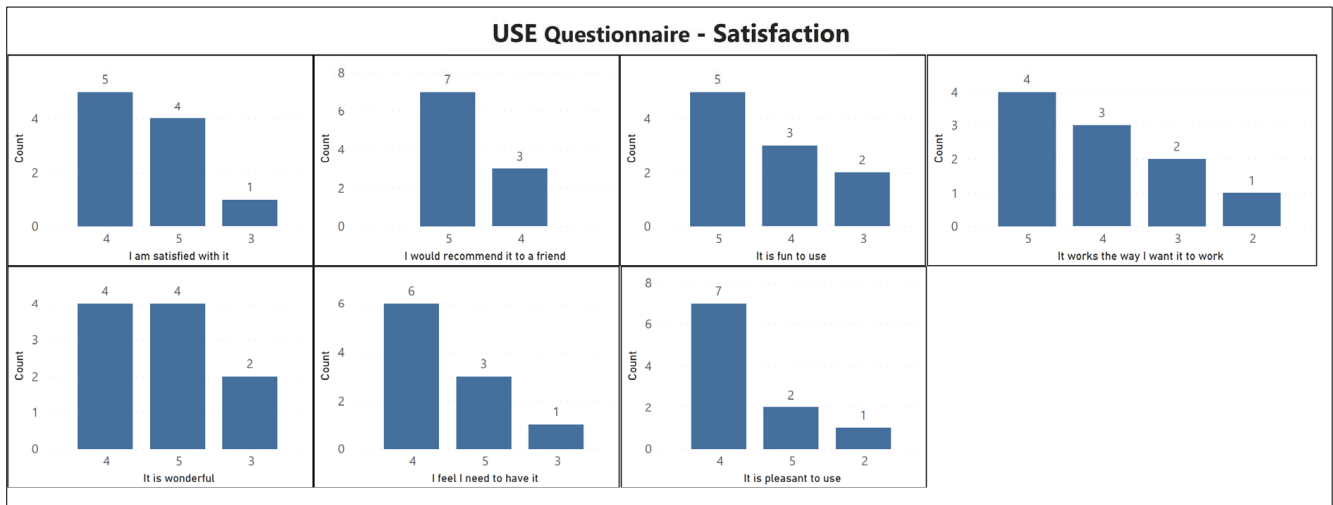 USE Questionnaire - Satisfaction
5
4
1
4
2
0
Count
4 5 3
I am satisfied with it
8
7
6
4
3
2
0
Count
5 4
I would recommend it to a friend
5
4
3
2
2
0
Count
5 4 3
It is fun to use
4
4
3
3
2
2
1
1
0
Count
5 4 3 2
It works the way I want it to work
4 4 4
3
2
2
1
0
Count
4 5 3
It is wonderful
6
6
4
3
2
1
0
Count
4 5 3
I feel I need to have it
8
7
6
4
2
2
1
0
Count
4 5 2
It is pleasant to use